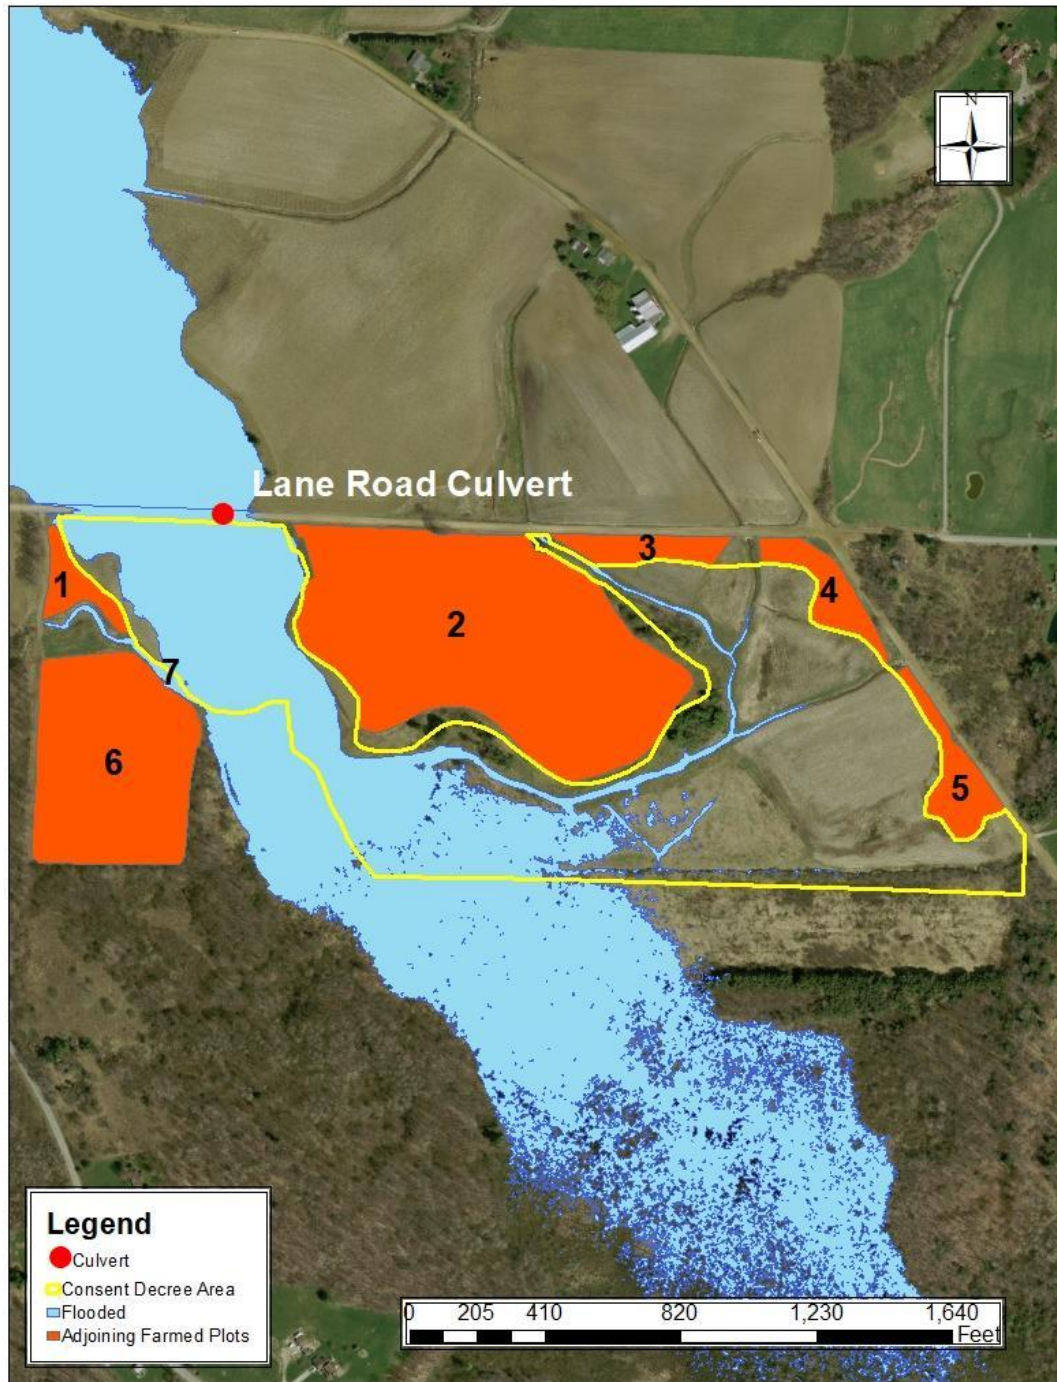 N
Lane Road Culvert
3
1
4
2
7
6
5
Legend
Culvert
Consent Decree Area
Flooded
Adjoining Farmed Plots
0 205 410 820 1,230 1,640
Feet